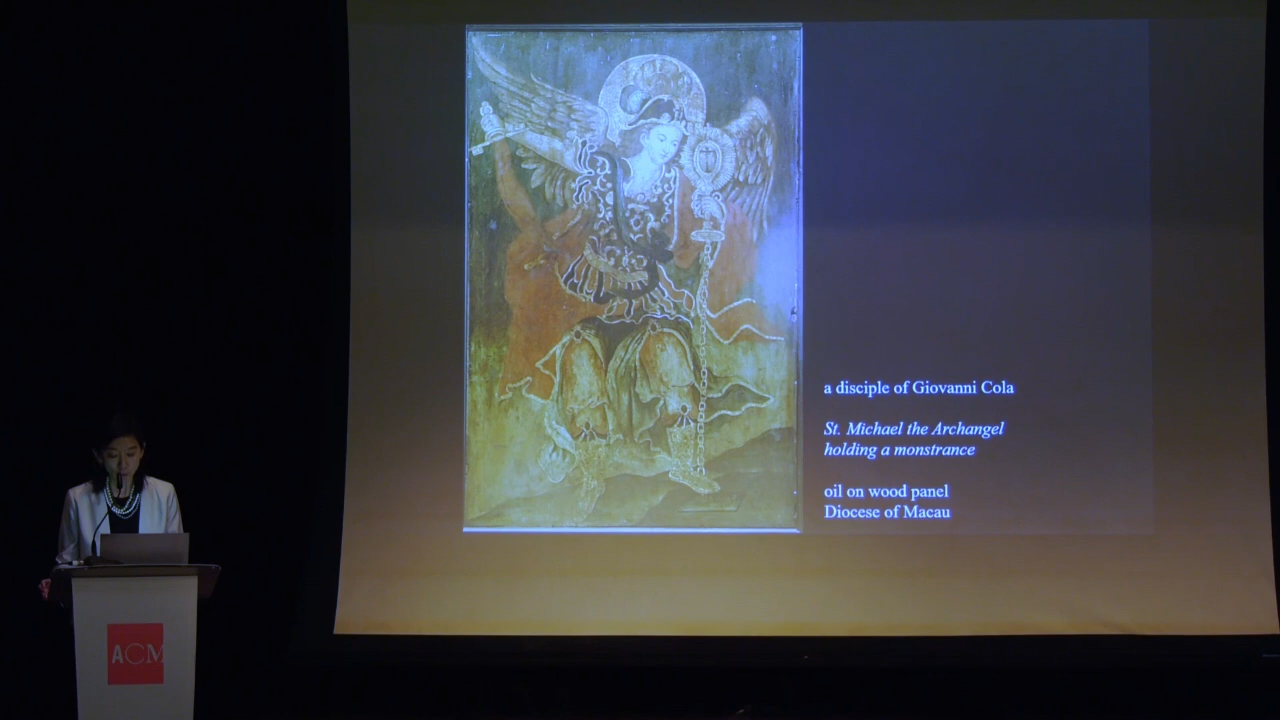 a disciple of Giovanni Cola
St. Michael the Archangel
holding a monstrance
oil on wood panel
Diocese of Macau
ACM